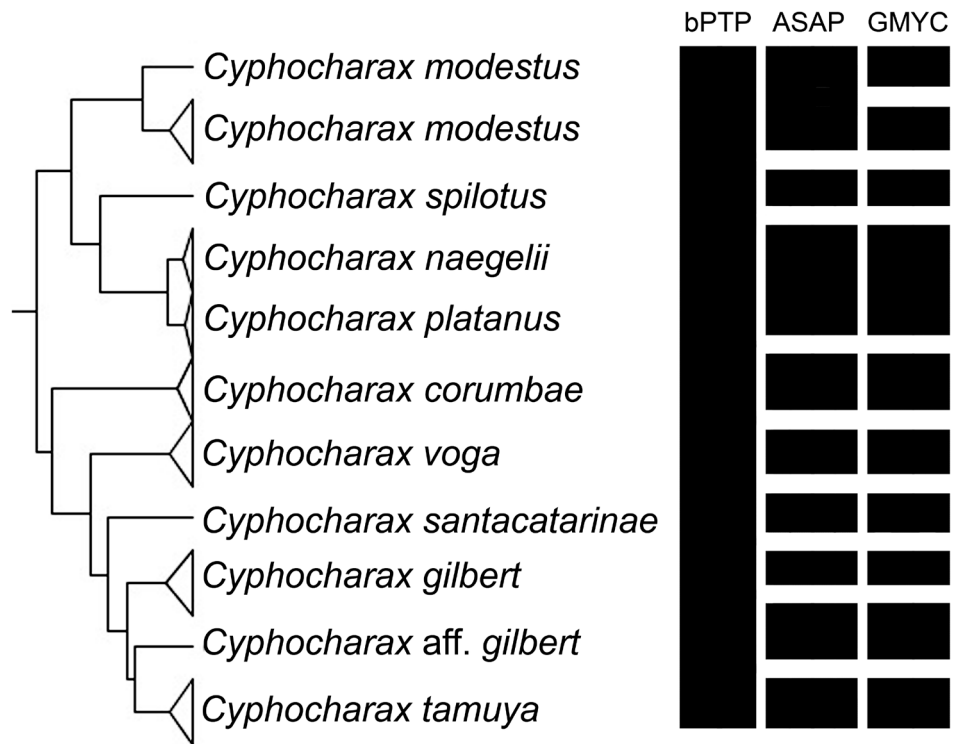 bPTP ASAP GMYC
Cyphocharax modestus
Cyphocharax modestus
Cyphocharax spilotus
Cyphocharax naegelii
Cyphocharax platanus
Cyphocharax corumbae
Cyphocharax voga
Cyphocharax santacatarinae
Cyphocharax gilbert
Cyphocharax aff. gilbert
Cyphocharax tamuya